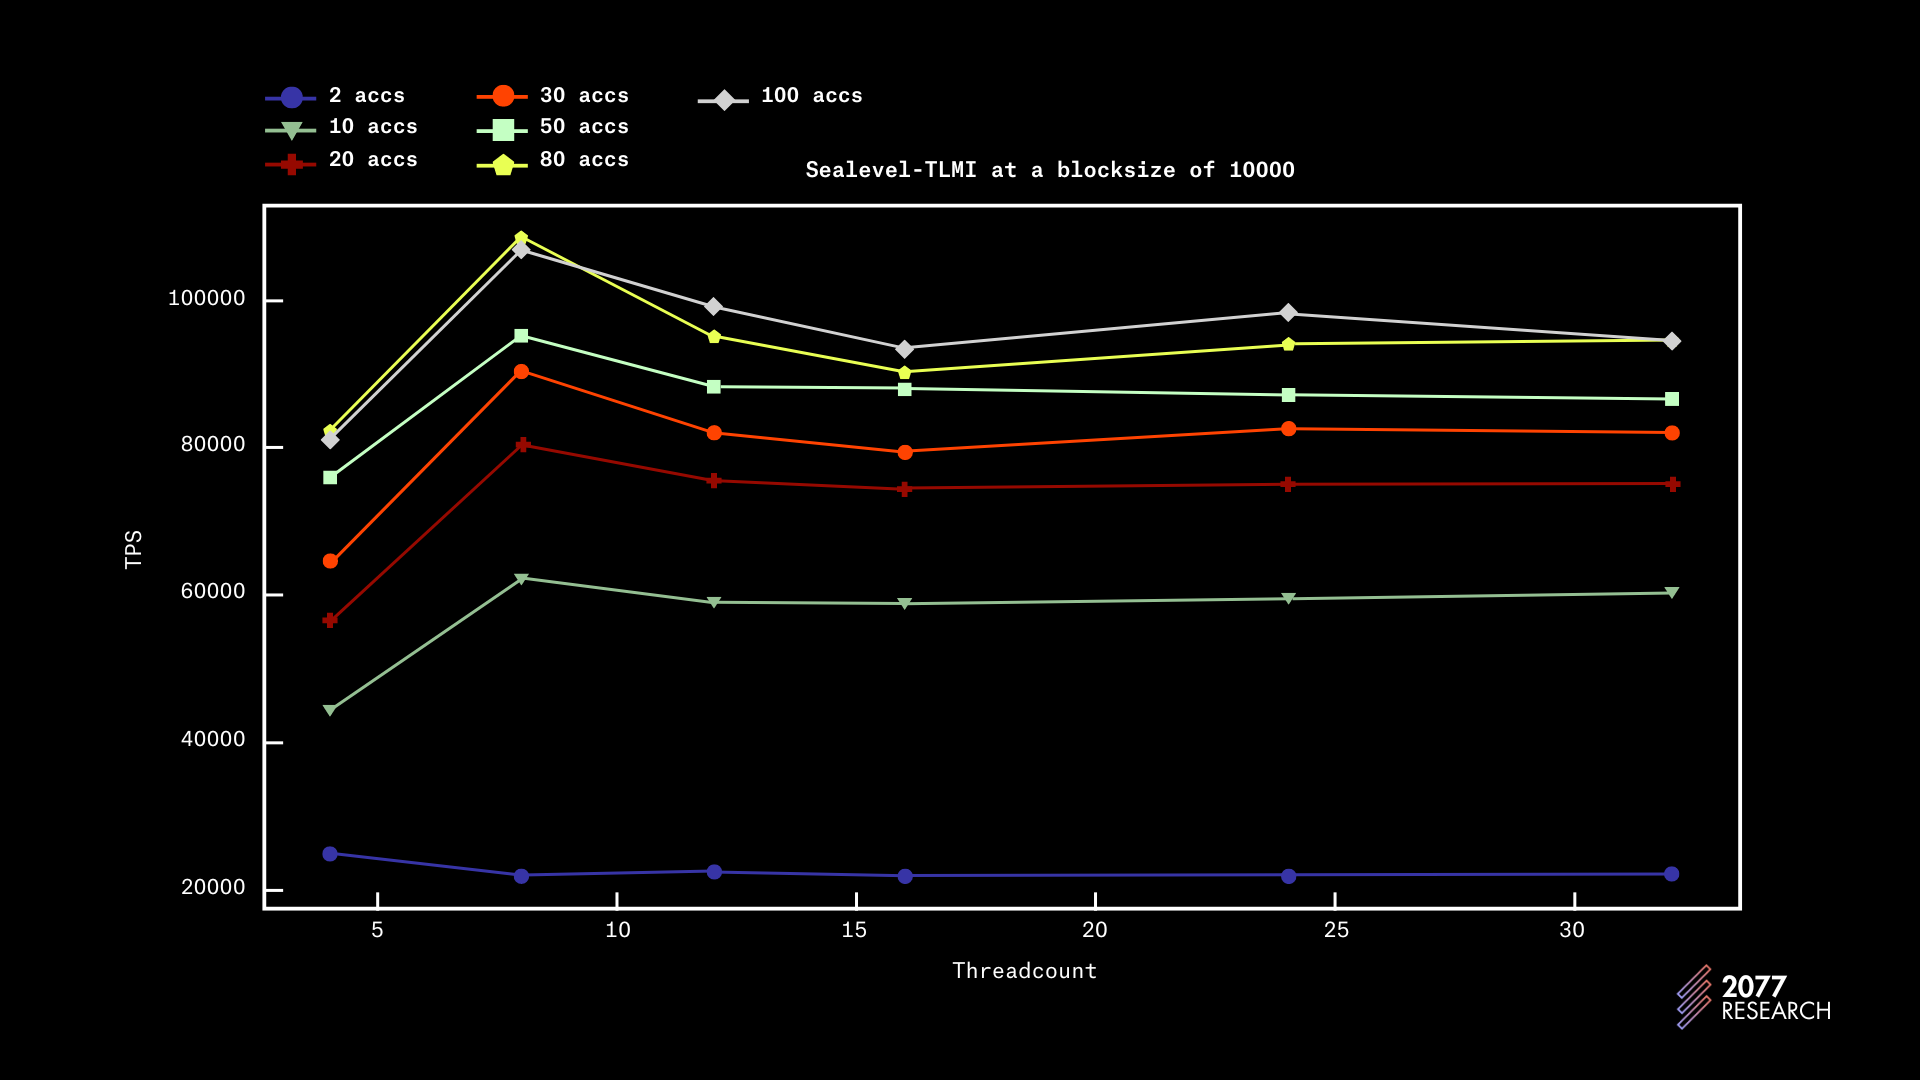 2 accs
10 accs
20 accs
30 accs
50 accs
80 accs
100 accs
Sealevel-TLMI at a blocksize of 10000
TPS
100000
80000
60000
40000
20000
5 10 15 20 25 30
Threadcount
2077
RESEARCH